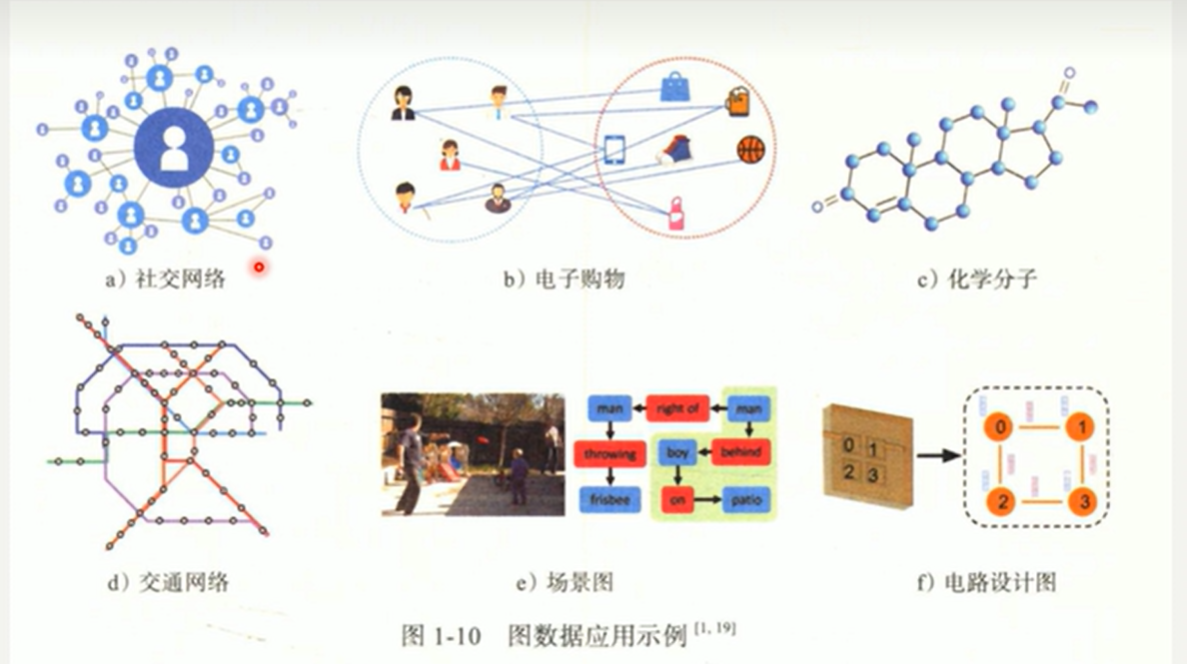 a）社交网络
b）电子购物
c）化学分子
man
right of
man
throwing
boy
behind
frisbee
on
patio
0 1
2 3
0
1
2
3
d）交通网络
e）场景图
f）电路设计图
图 1-10 图数据应用示例 [1, 19]